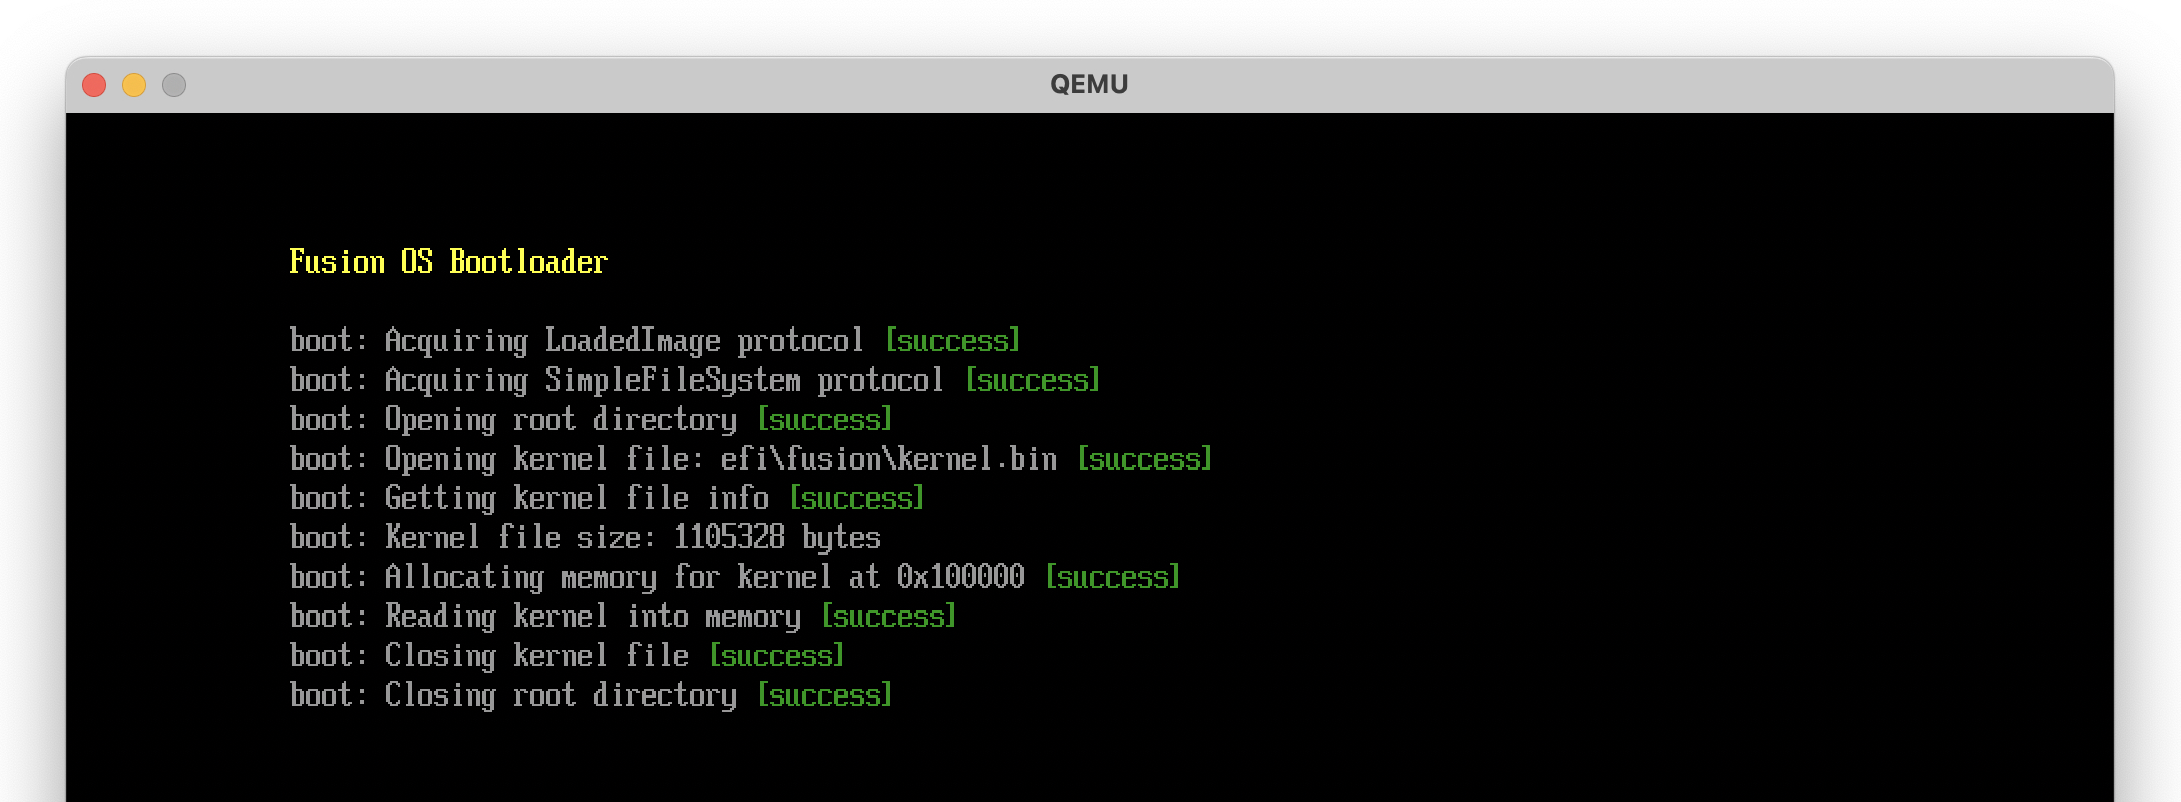 QEMU
Fusion OS Bootloader
boot: Acquiring LoadedImage protocol [success]
boot: Acquiring SimpleFileSystem protocol [success]
boot: Opening root directory [success]
boot: Opening kernel file: efi\fusion\kernel.bin [success]
boot: Getting kernel file info [success]
boot: Kernel file size: 1105328 bytes
boot: Allocating memory for kernel at 0x100000 [success]
boot: Reading kernel into memory [success]
boot: Closing kernel file [success]
boot: Closing root directory [success]